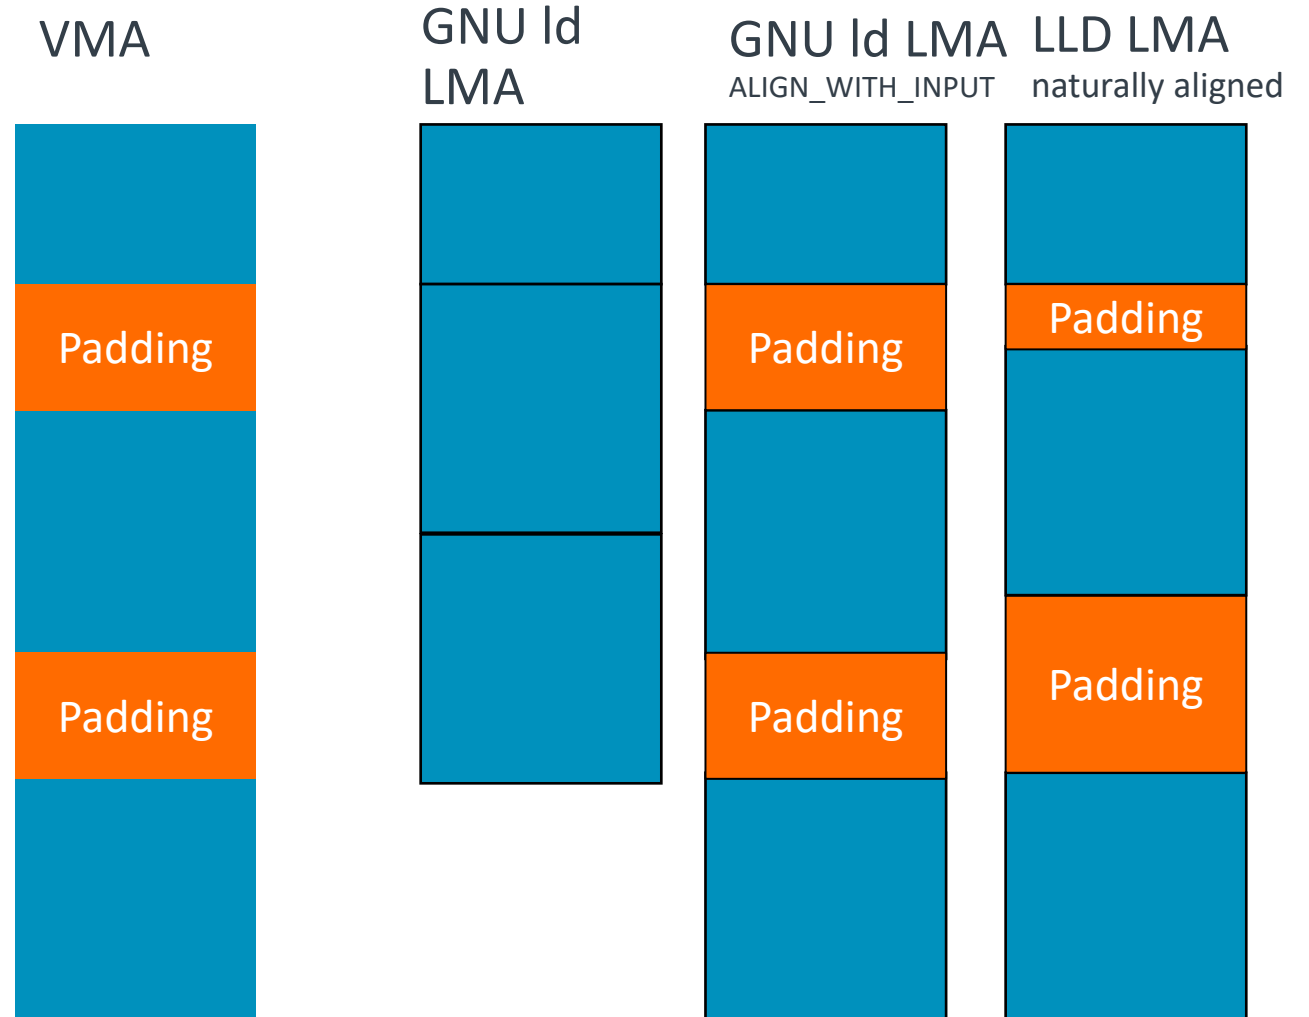 VMA
GNU ld
LMA
GNU ld LMA
ALIGN_WITH_INPUT
LLD LMA
naturally aligned
Padding
Padding
Padding
Padding
Padding
Padding